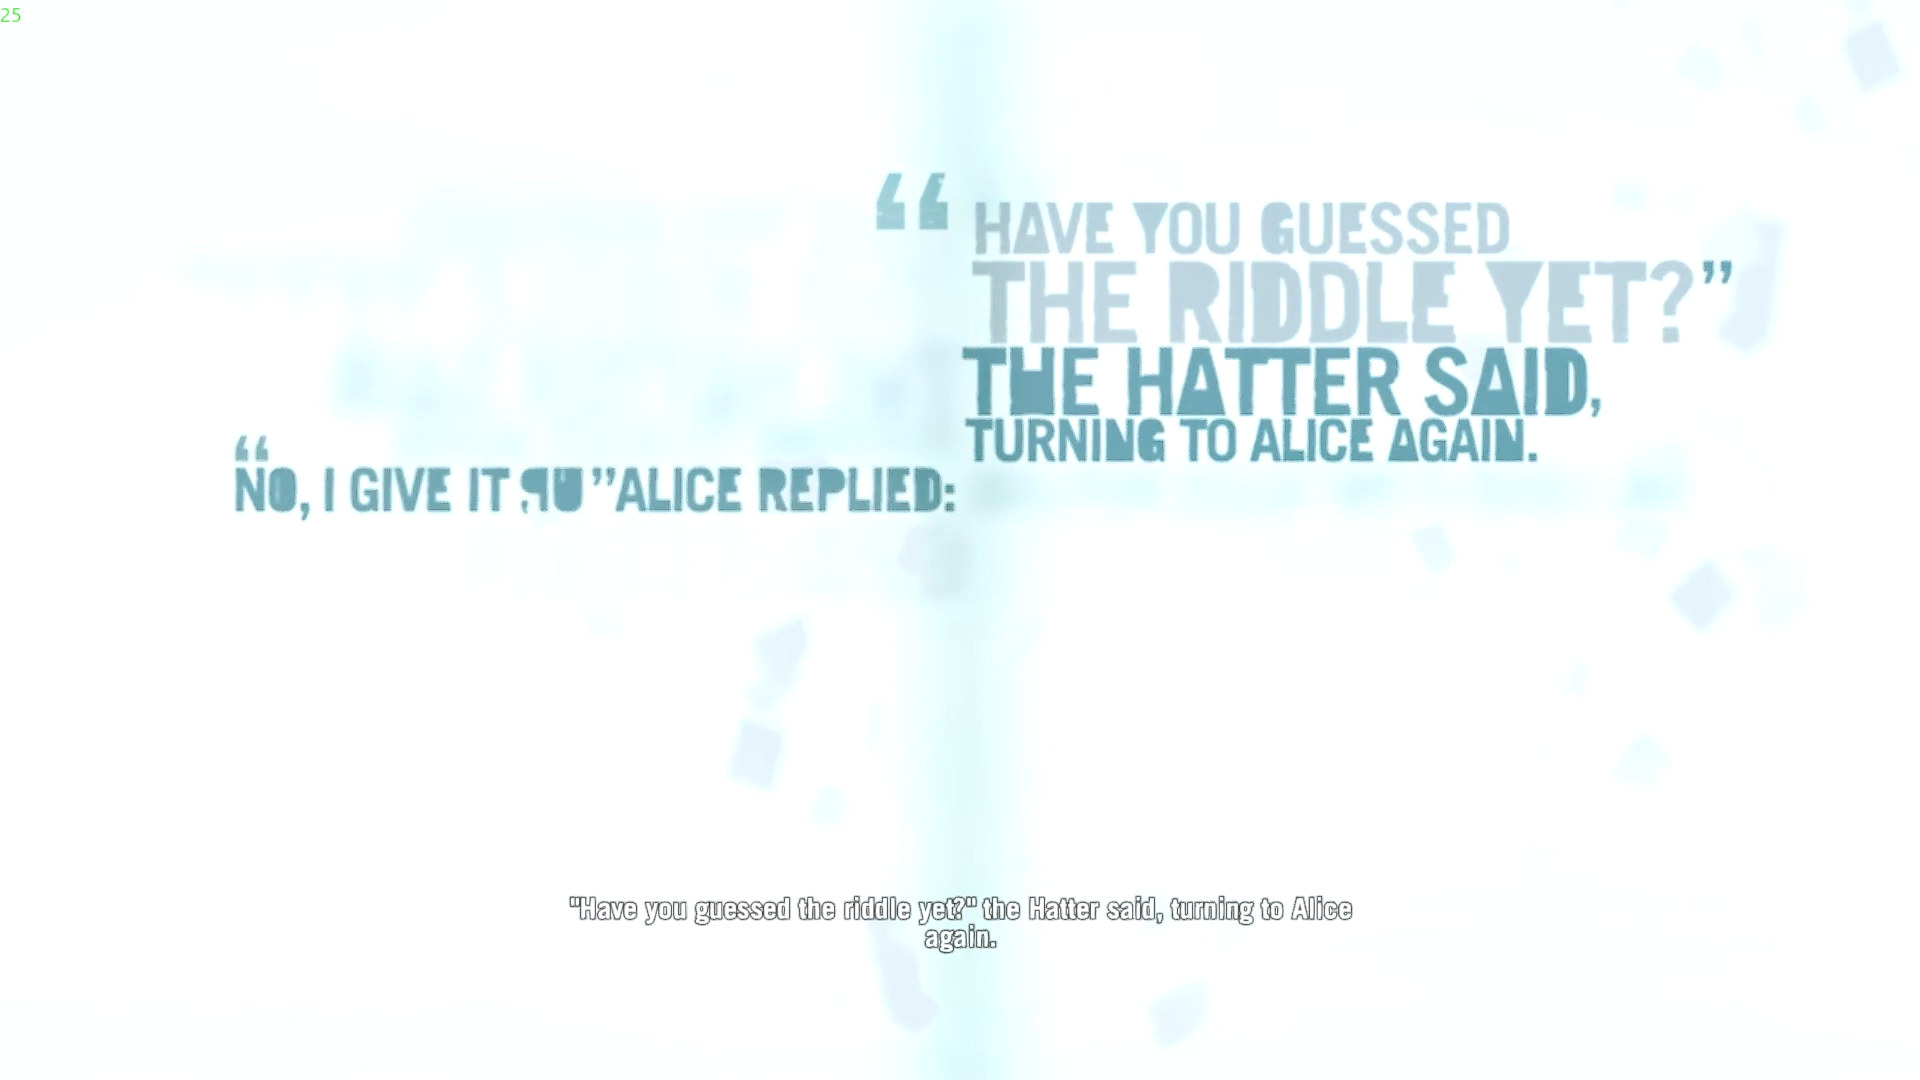 25
“HAVE YOU GUESSED
THE RIDDLE YET?”
THE HATTER SAID,
TURNING TO ALICE AGAIN.
“NO, I GIVE IT UP,” ALICE REPLIED:
"Have you guessed the riddle yet?" the Hatter said, turning to Alice
again.